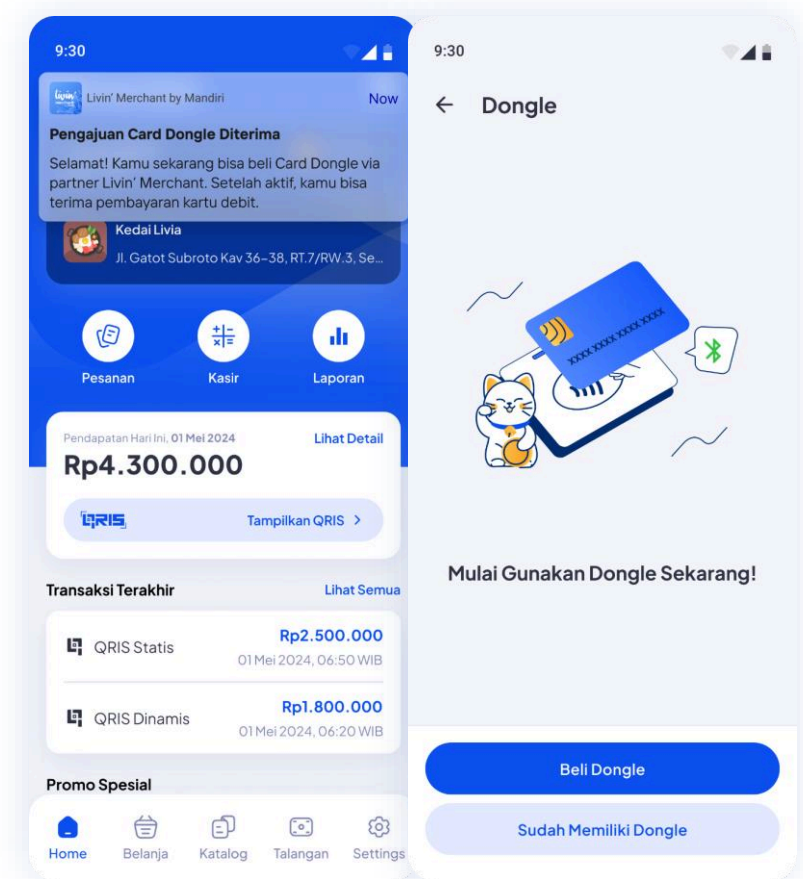 9:30
Livin' Merchant by Mandiri
Now
Pengajuan Card Dongle Diterima
Selamat! Kamu sekarang bisa beli Card Dongle via
partner Livin' Merchant. Setelah aktif, kamu bisa
terima pembayaran kartu debit.
Kedai Livia
Jl. Gatot Subroto Kav 36–38, RT.7/RW.3, Se...
Pesanan
Kasir
Laporan
Pendapatan Hari Ini, 01 Mei 2024
Lihat Detail
Rp4.300.000
QRIS
Tampilkan QRIS >
Transaksi Terakhir
Lihat Semua
QRIS Statis
Rp2.500.000
01 Mei 2024, 06:50 WIB
QRIS Dinamis
Rp1.800.000
01 Mei 2024, 06:20 WIB
Promo Spesial
Home
Belanja
Katalog
Talangan
Settings
9:30
Dongle
XXXX XXXX XXXX XXXX
Mulai Gunakan Dongle Sekarang!
Beli Dongle
Sudah Memiliki Dongle